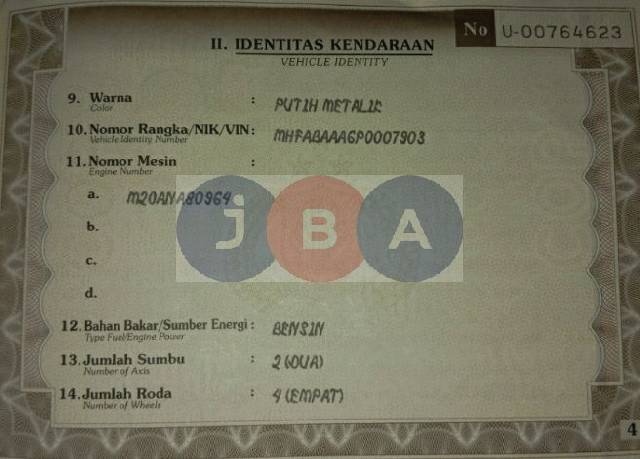 No U-00764623
II. IDENTITAS KENDARAAN
VEHICLE IDENTITY
9. Warna : PUTIH METALIK
Color
10. Nomor Rangka/NIK/VIN : MHFABAAAG6P0007903
Vehicle Identity Number
11. Nomor Mesin :
Engine Number
a. M20ANA80964
JBA
b.
c.
d.
12. Bahan Bakar/Sumber Energi : BENSIN
Type Fuel/Engine Power
13. Jumlah Sumbu : 2 (DUA)
Number of Axis
14. Jumlah Roda : 4 (EMPAT)
Number of Wheels
4